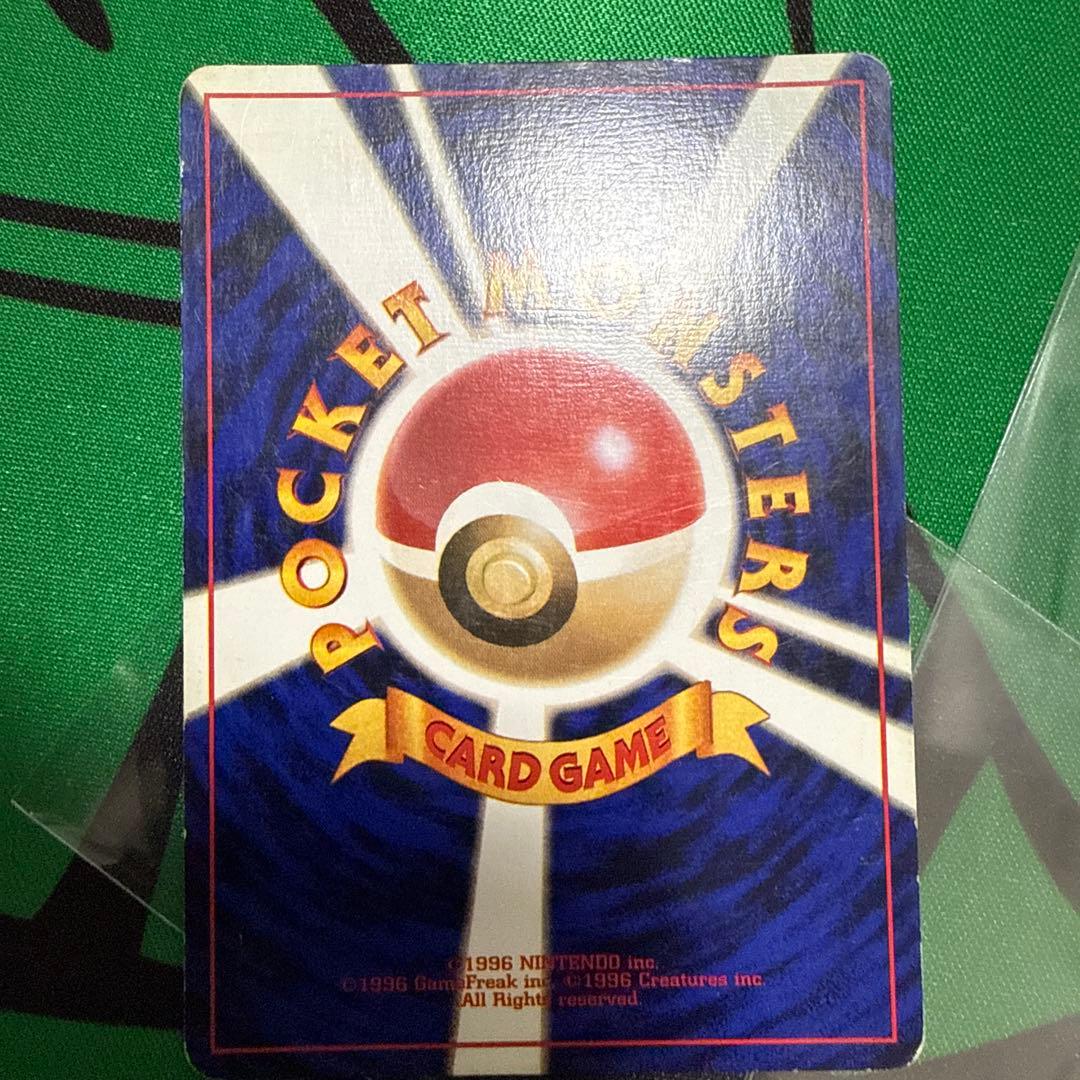 POCKET MONSTERS
CARD GAME
©1996 NINTENDO inc.
©1996 GameFreak inc. ©1996 Creatures inc.
All Rights reserved.